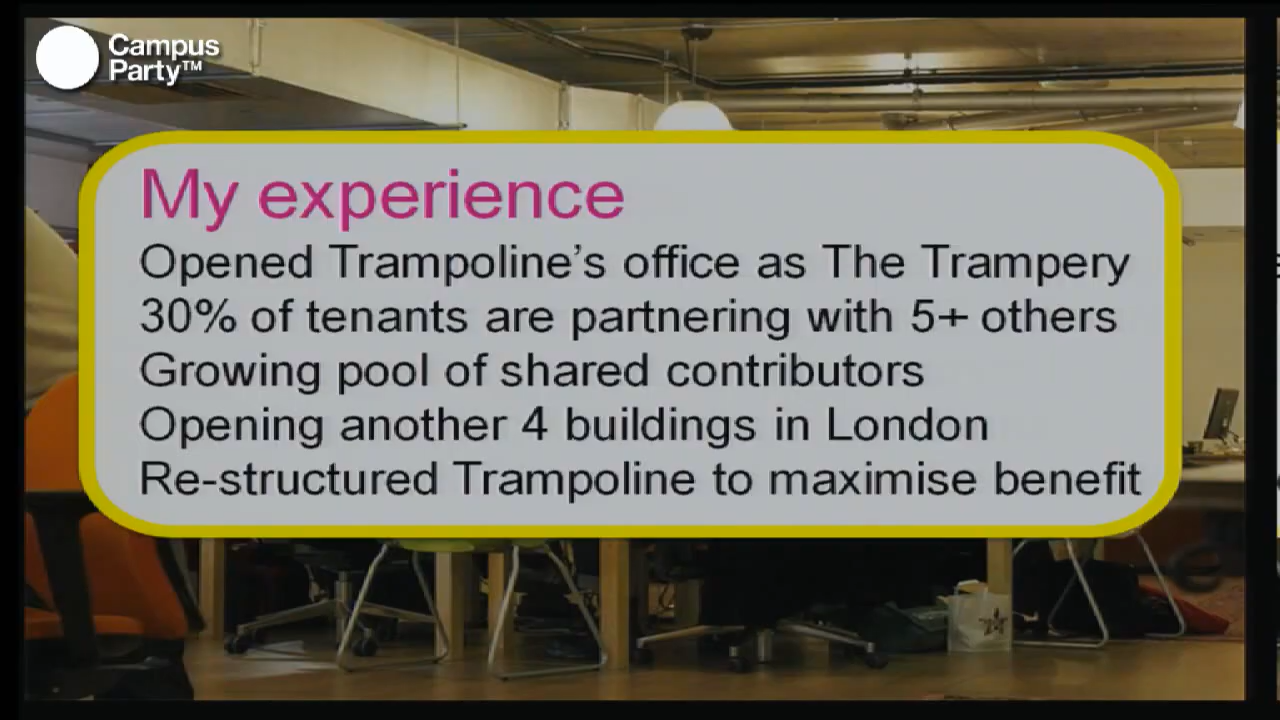 Campus
Party™
My experience
Opened Trampoline’s office as The Trampery
30% of tenants are partnering with 5+ others
Growing pool of shared contributors
Opening another 4 buildings in London
Re-structured Trampoline to maximise benefit